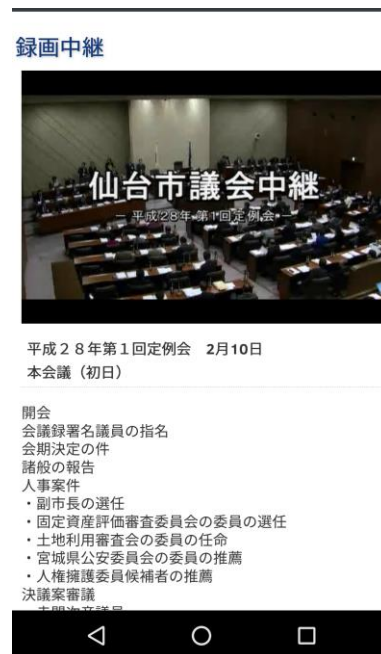 録画中継
仙台市議会中継
－ 平成28年 第1回定例会 －
平成２８年第１回定例会　2月10日
本会議（初日）
開会
会議録署名議員の指名
会期決定の件
諸般の報告
人事案件
・副市長の選任
・固定資産評価審査委員会の委員の選任
・土地利用審査会の委員の任命
・宮城県公安委員会の委員の推薦
・人権擁護委員候補者の推薦
決議案審議